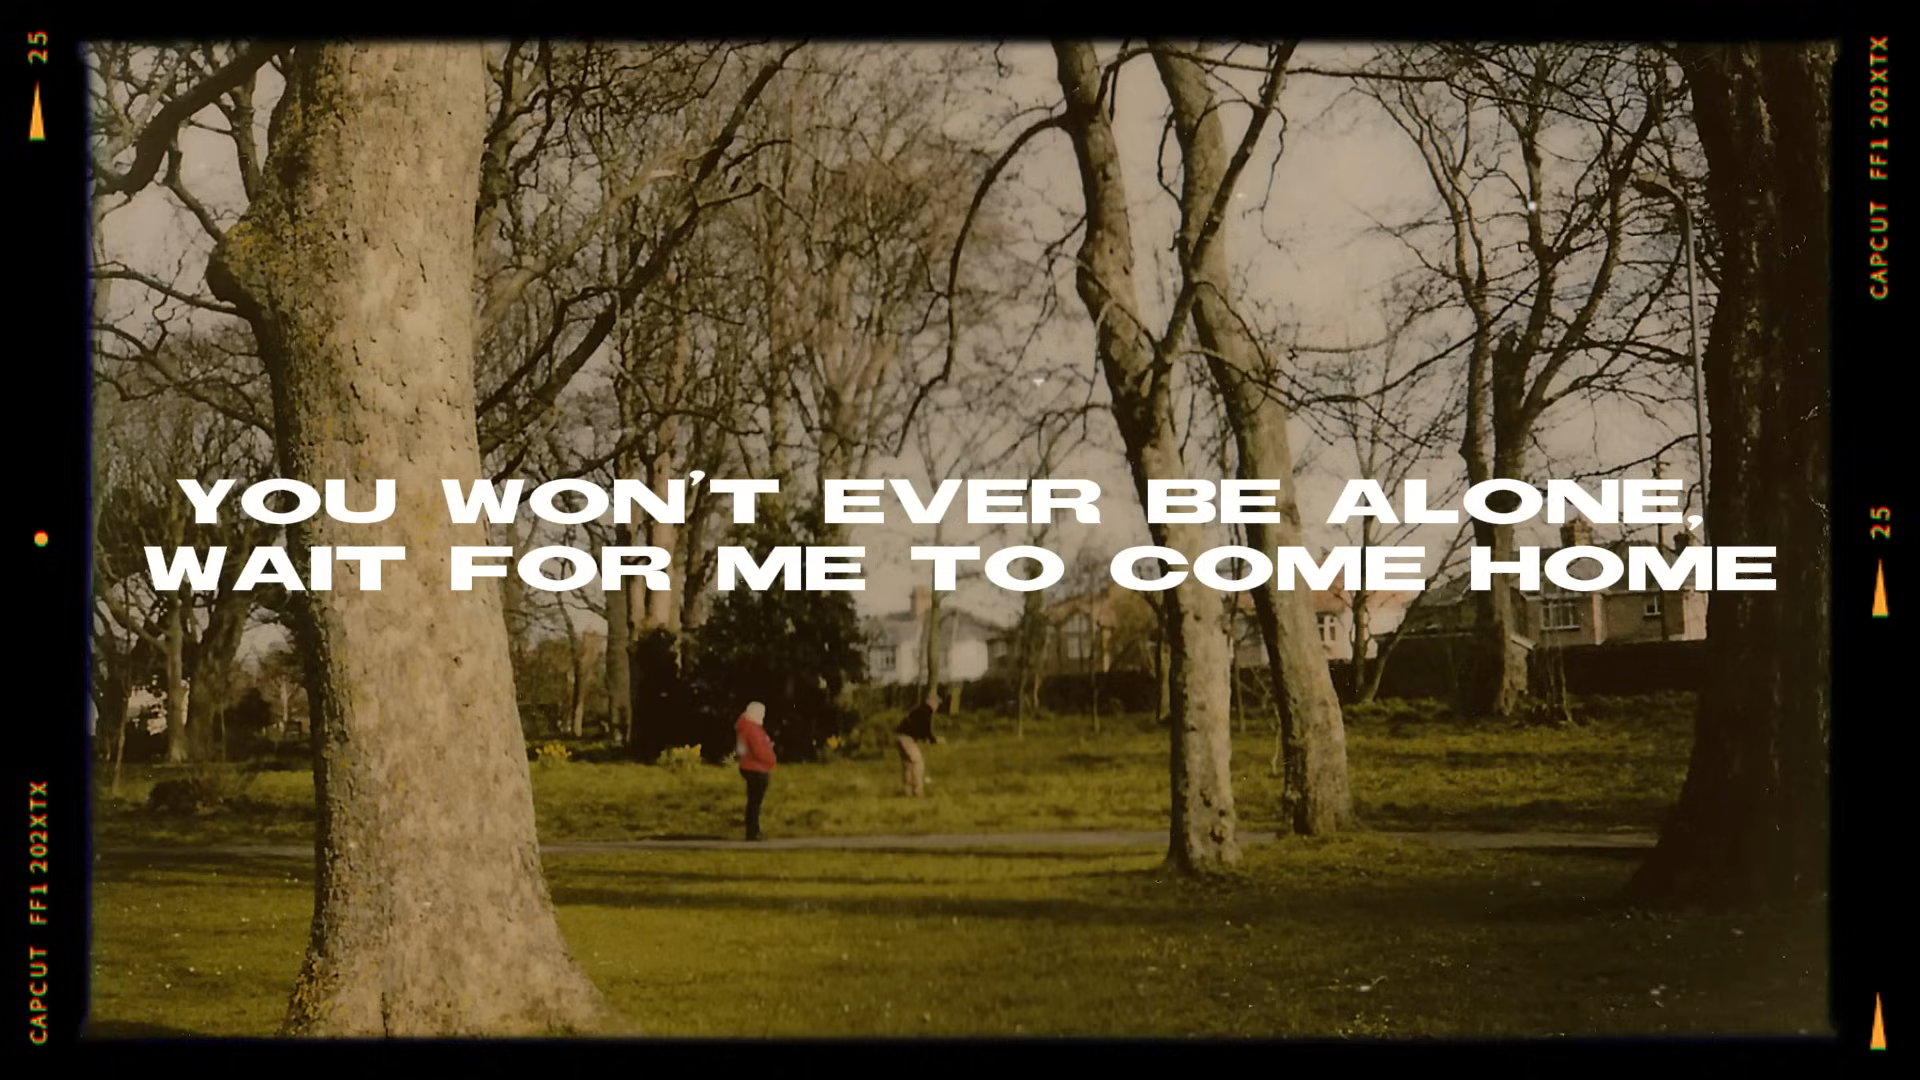 25
CAPCUT FF1 202XTX
YOU WON'T EVER BE ALONE,
WAIT FOR ME TO COME HOME
25
CAPCUT FF1 202XTX